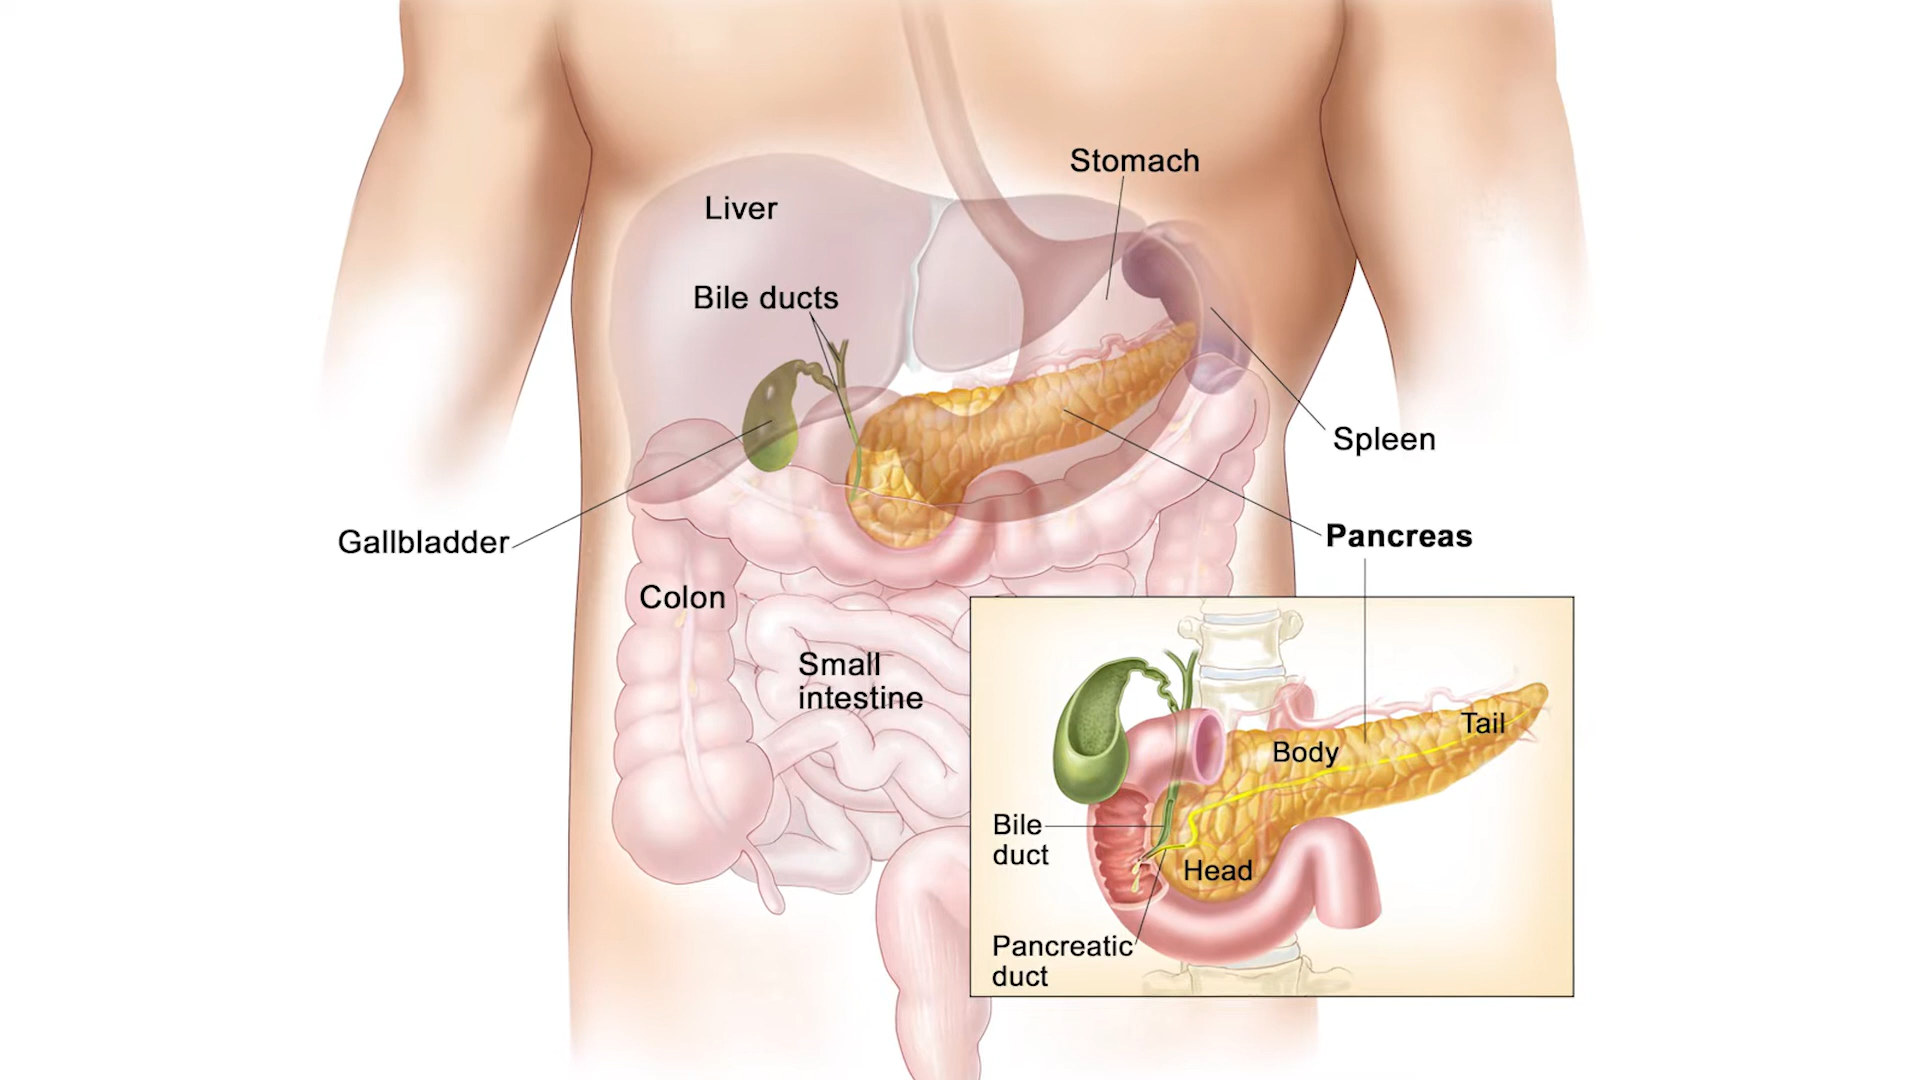 Stomach
Liver
Bile ducts
Spleen
Pancreas
Gallbladder
Colon
Small
intestine
Tail
Body
Bile
duct
Head
Pancreatic
duct